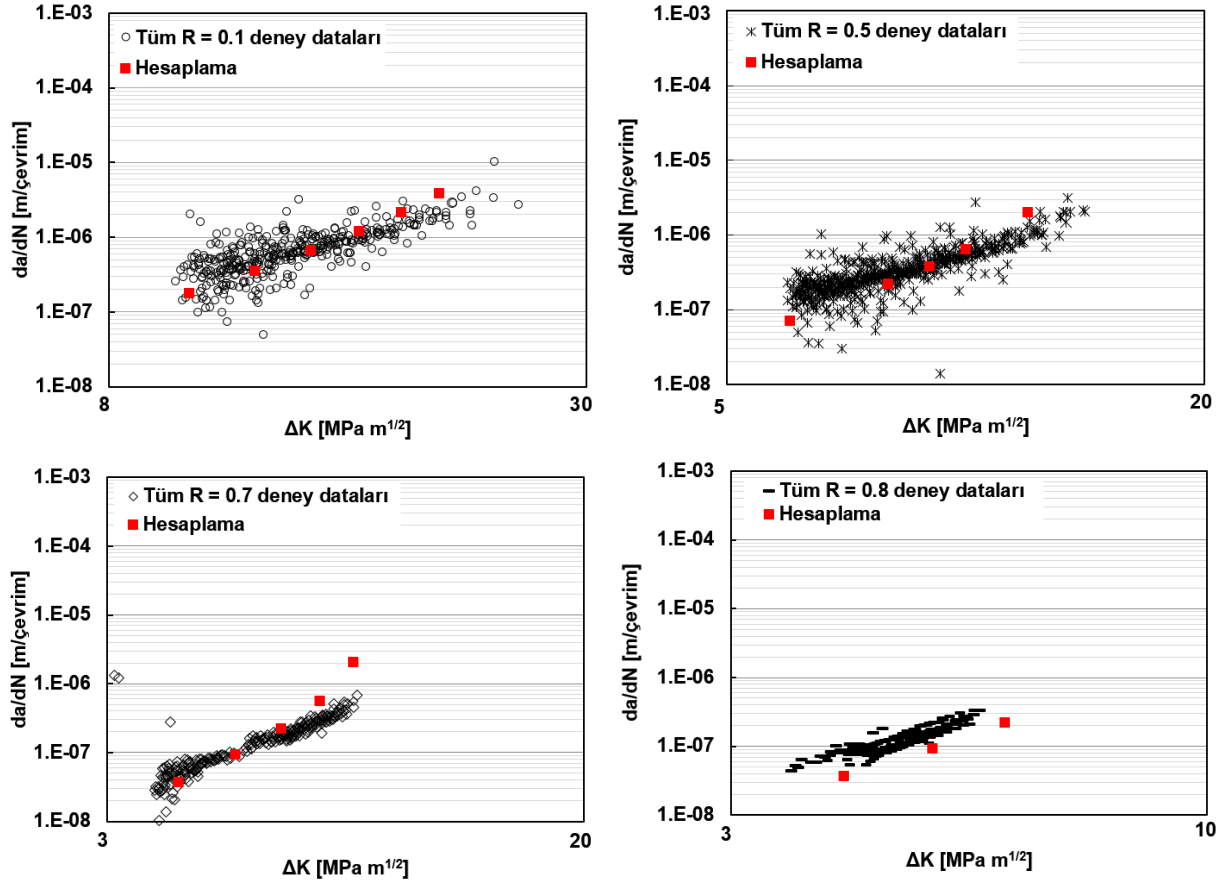 1.E-03
1.E-04
1.E-05
1.E-06
1.E-07
1.E-08
da/dN [m/çevrim]
Tüm R = 0.1 deney dataları
Hesaplama
8
30
ΔK [MPa m1/2]
1.E-03
1.E-04
1.E-05
1.E-06
1.E-07
1.E-08
da/dN [m/çevrim]
Tüm R = 0.5 deney dataları
Hesaplama
5
20
ΔK [MPa m1/2]
1.E-03
1.E-04
1.E-05
1.E-06
1.E-07
1.E-08
da/dN [m/çevrim]
Tüm R = 0.7 deney dataları
Hesaplama
3
20
ΔK [MPa m1/2]
1.E-03
1.E-04
1.E-05
1.E-06
1.E-07
1.E-08
da/dN [m/çevrim]
Tüm R = 0.8 deney dataları
Hesaplama
3
10
ΔK [MPa m1/2]